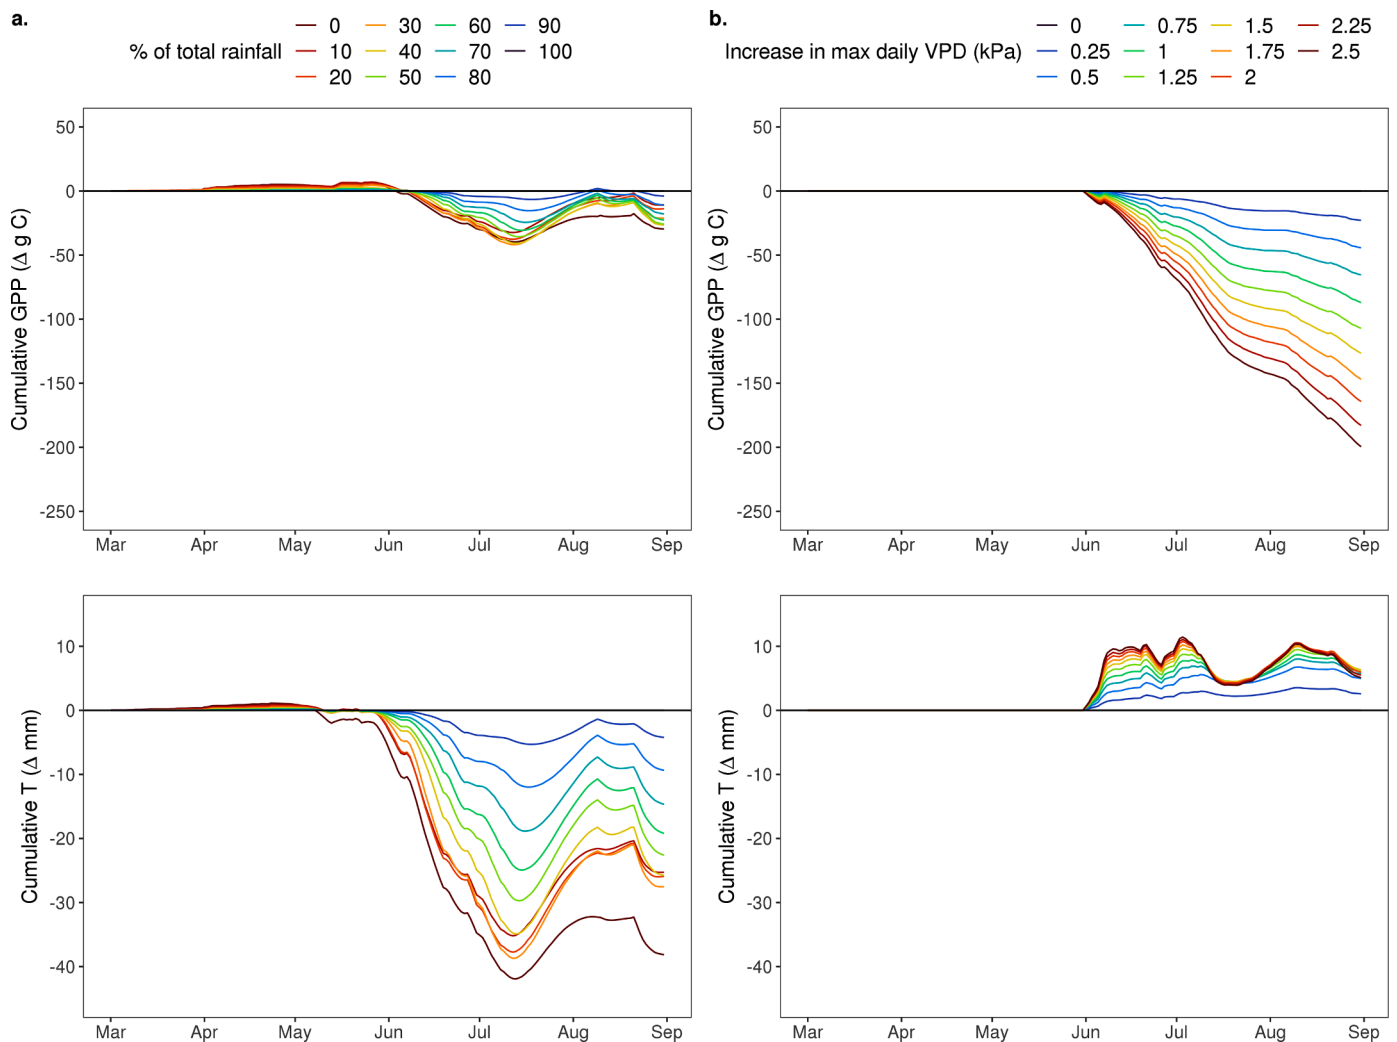 a.
% of total rainfall
0 30 60 90
10 40 70 100
20 50 80
b.
Increase in max daily VPD (kPa)
0 0.75 1.5 2.25
0.25 1 1.75 2.5
0.5 1.25 2
Cumulative GPP (Δ g C)
50
0
-50
-100
-150
-200
-250
Mar Apr May Jun Jul Aug Sep
Cumulative GPP (Δ g C)
50
0
-50
-100
-150
-200
-250
Mar Apr May Jun Jul Aug Sep
Cumulative T (Δ mm)
10
0
-10
-20
-30
-40
Mar Apr May Jun Jul Aug Sep
Cumulative T (Δ mm)
10
0
-10
-20
-30
-40
Mar Apr May Jun Jul Aug Sep